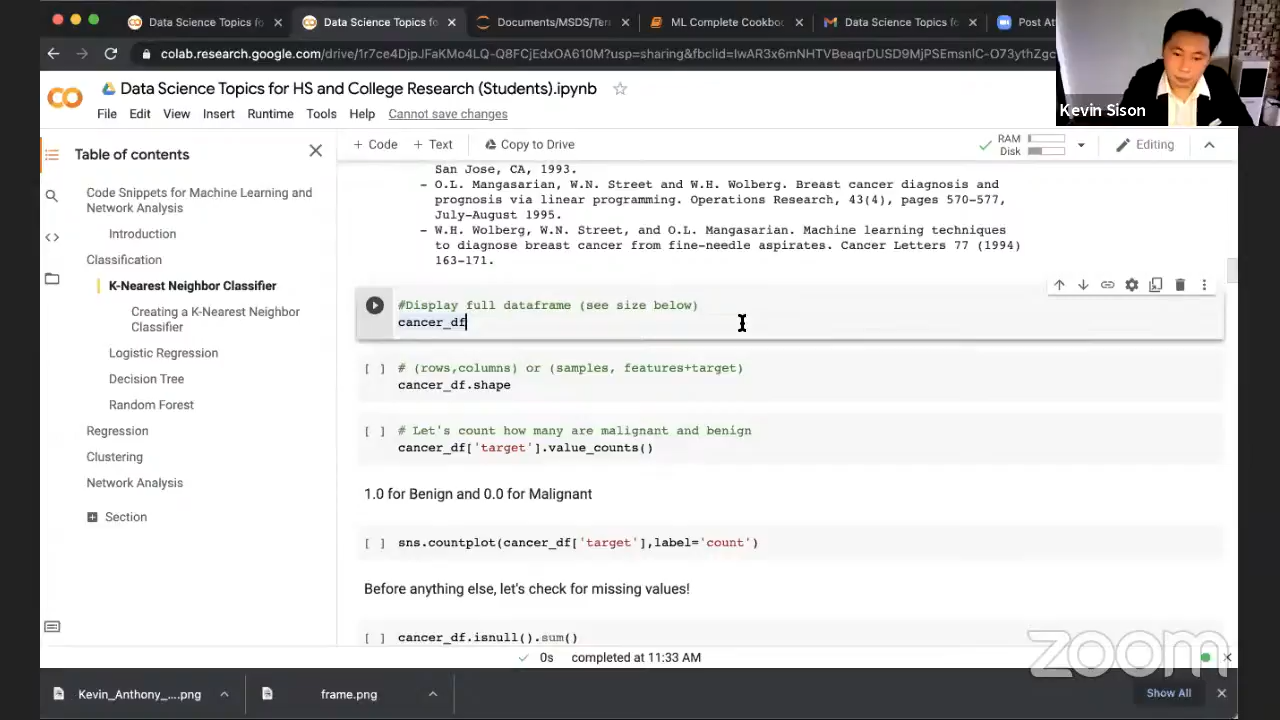 Data Science Topics fo
Data Science Topics fo
Documents/MSDS/Ter
ML Complete Cookbo
Data Science Topics fo
Post Att
colab.research.google.com/drive/1r7ce4DjpJFaKMo4LQ-Q8FCjEdxOA610M?usp=sharing&fbclid=IwAR3x6mNHTVBeaqrDUSD9MjPSEmsnlC-O73ythZgc
Kevin Sison
Data Science Topics for HS and College Research (Students).ipynb
File Edit View Insert Runtime Tools Help Cannot save changes
Table of contents
+ Code + Text Copy to Drive
RAM
Disk
Editing
Code Snippets for Machine Learning and
Network Analysis
Introduction
Classification
K-Nearest Neighbor Classifier
Creating a K-Nearest Neighbor
Classifier
Logistic Regression
Decision Tree
Random Forest
Regression
Clustering
Network Analysis
Section
San Jose, CA, 1993.
- O.L. Mangasarian, W.N. Street and W.H. Wolberg. Breast cancer diagnosis and
prognosis via linear programming. Operations Research, 43(4), pages 570-577,
July-August 1995.
- W.H. Wolberg, W.N. Street, and O.L. Mangasarian. Machine learning techniques
to diagnose breast cancer from fine-needle aspirates. Cancer Letters 77 (1994)
163-171.
#Display full dataframe (see size below)
cancer_df
[ ] # (rows,columns) or (samples, features+target)
cancer_df.shape
[ ] # Let's count how many are malignant and benign
cancer_df['target'].value_counts()
1.0 for Benign and 0.0 for Malignant
[ ] sns.countplot(cancer_df['target'],label='count')
Before anything else, let's check for missing values!
[ ] cancer_df.isnull().sum()
0s completed at 11:33 AM
zoom
Kevin_Anthony_....png
frame.png
Show All